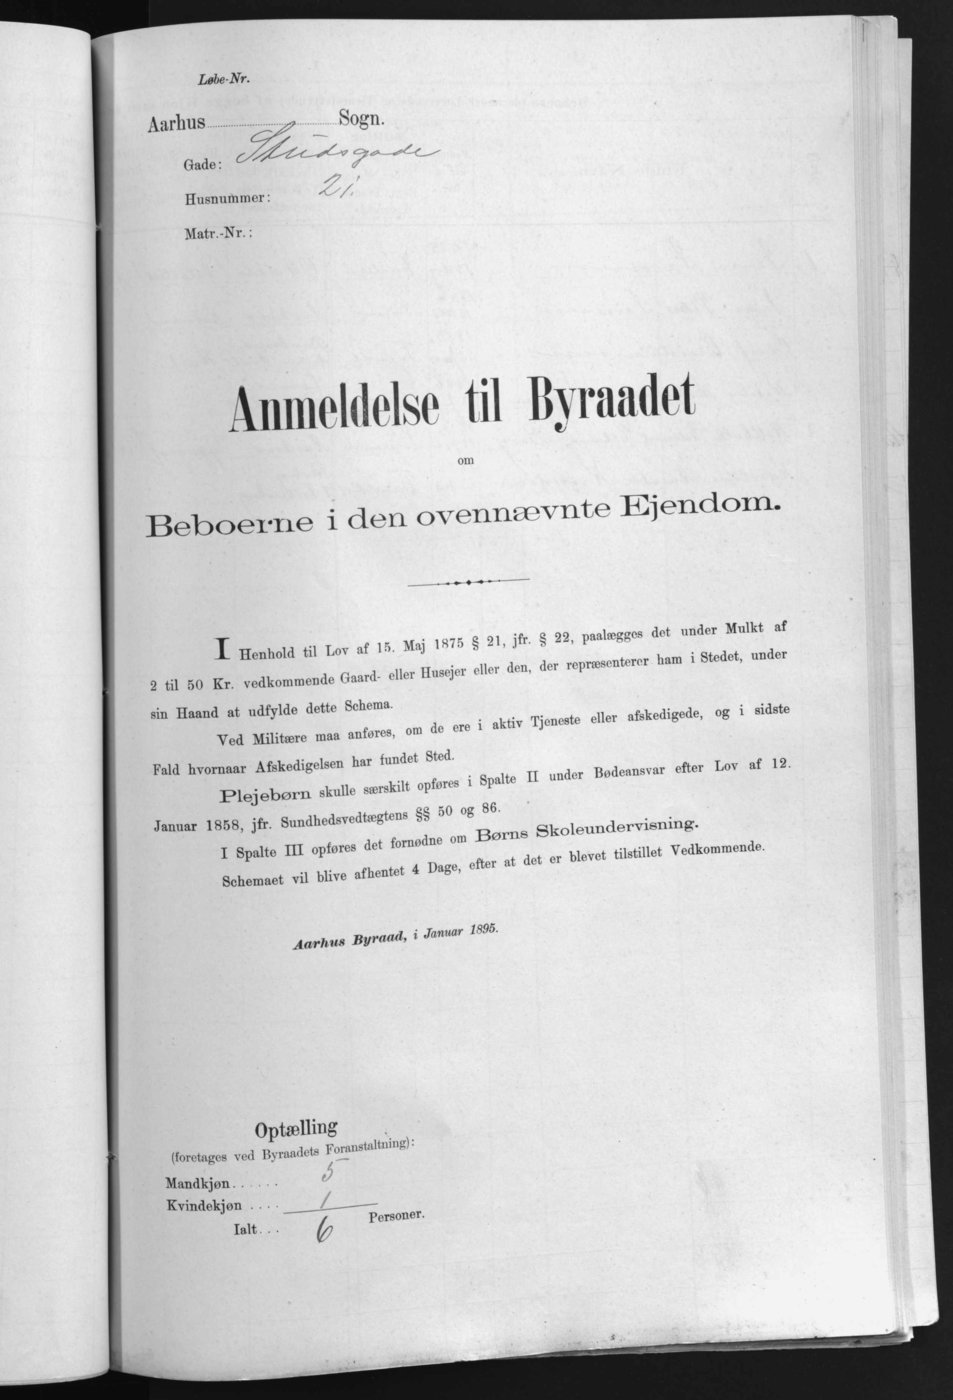 Løbe-Nr.
Aarhus Sogn.
Gade: Studsgade
Husnummer: 21.
Matr.-Nr.:
Anmeldelse til Byraadet
om
Beboerne i den ovennævnte Ejendom.
I Henhold til Lov af 15. Maj 1875 § 21, jfr. § 22, paalægges det under Mulkt af
2 til 50 Kr. vedkommende Gaard- eller Husejer eller den, der repræsenterer ham i Stedet, under
sin Haand at udfylde dette Schema.
Ved Militære maa anføres, om de ere i aktiv Tjeneste eller afskedigede, og i sidste
Fald hvornaar Afskedigelsen har fundet Sted.
Plejebørn skulle særskilt opføres i Spalte II under Bødeansvar efter Lov af 12.
Januar 1858, jfr. Sundhedsvedtægtens §§ 50 og 86.
I Spalte III opføres det fornødne om Børns Skoleundervisning.
Schemaet vil blive afhentet 4 Dage, efter at det er blevet tilstillet Vedkommende.
Aarhus Byraad, i Januar 1895.
Optælling
(foretages ved Byraadets Foranstaltning):
Mandkjøn...... 5
Kvindekjøn .... 1
Ialt... 6 Personer.